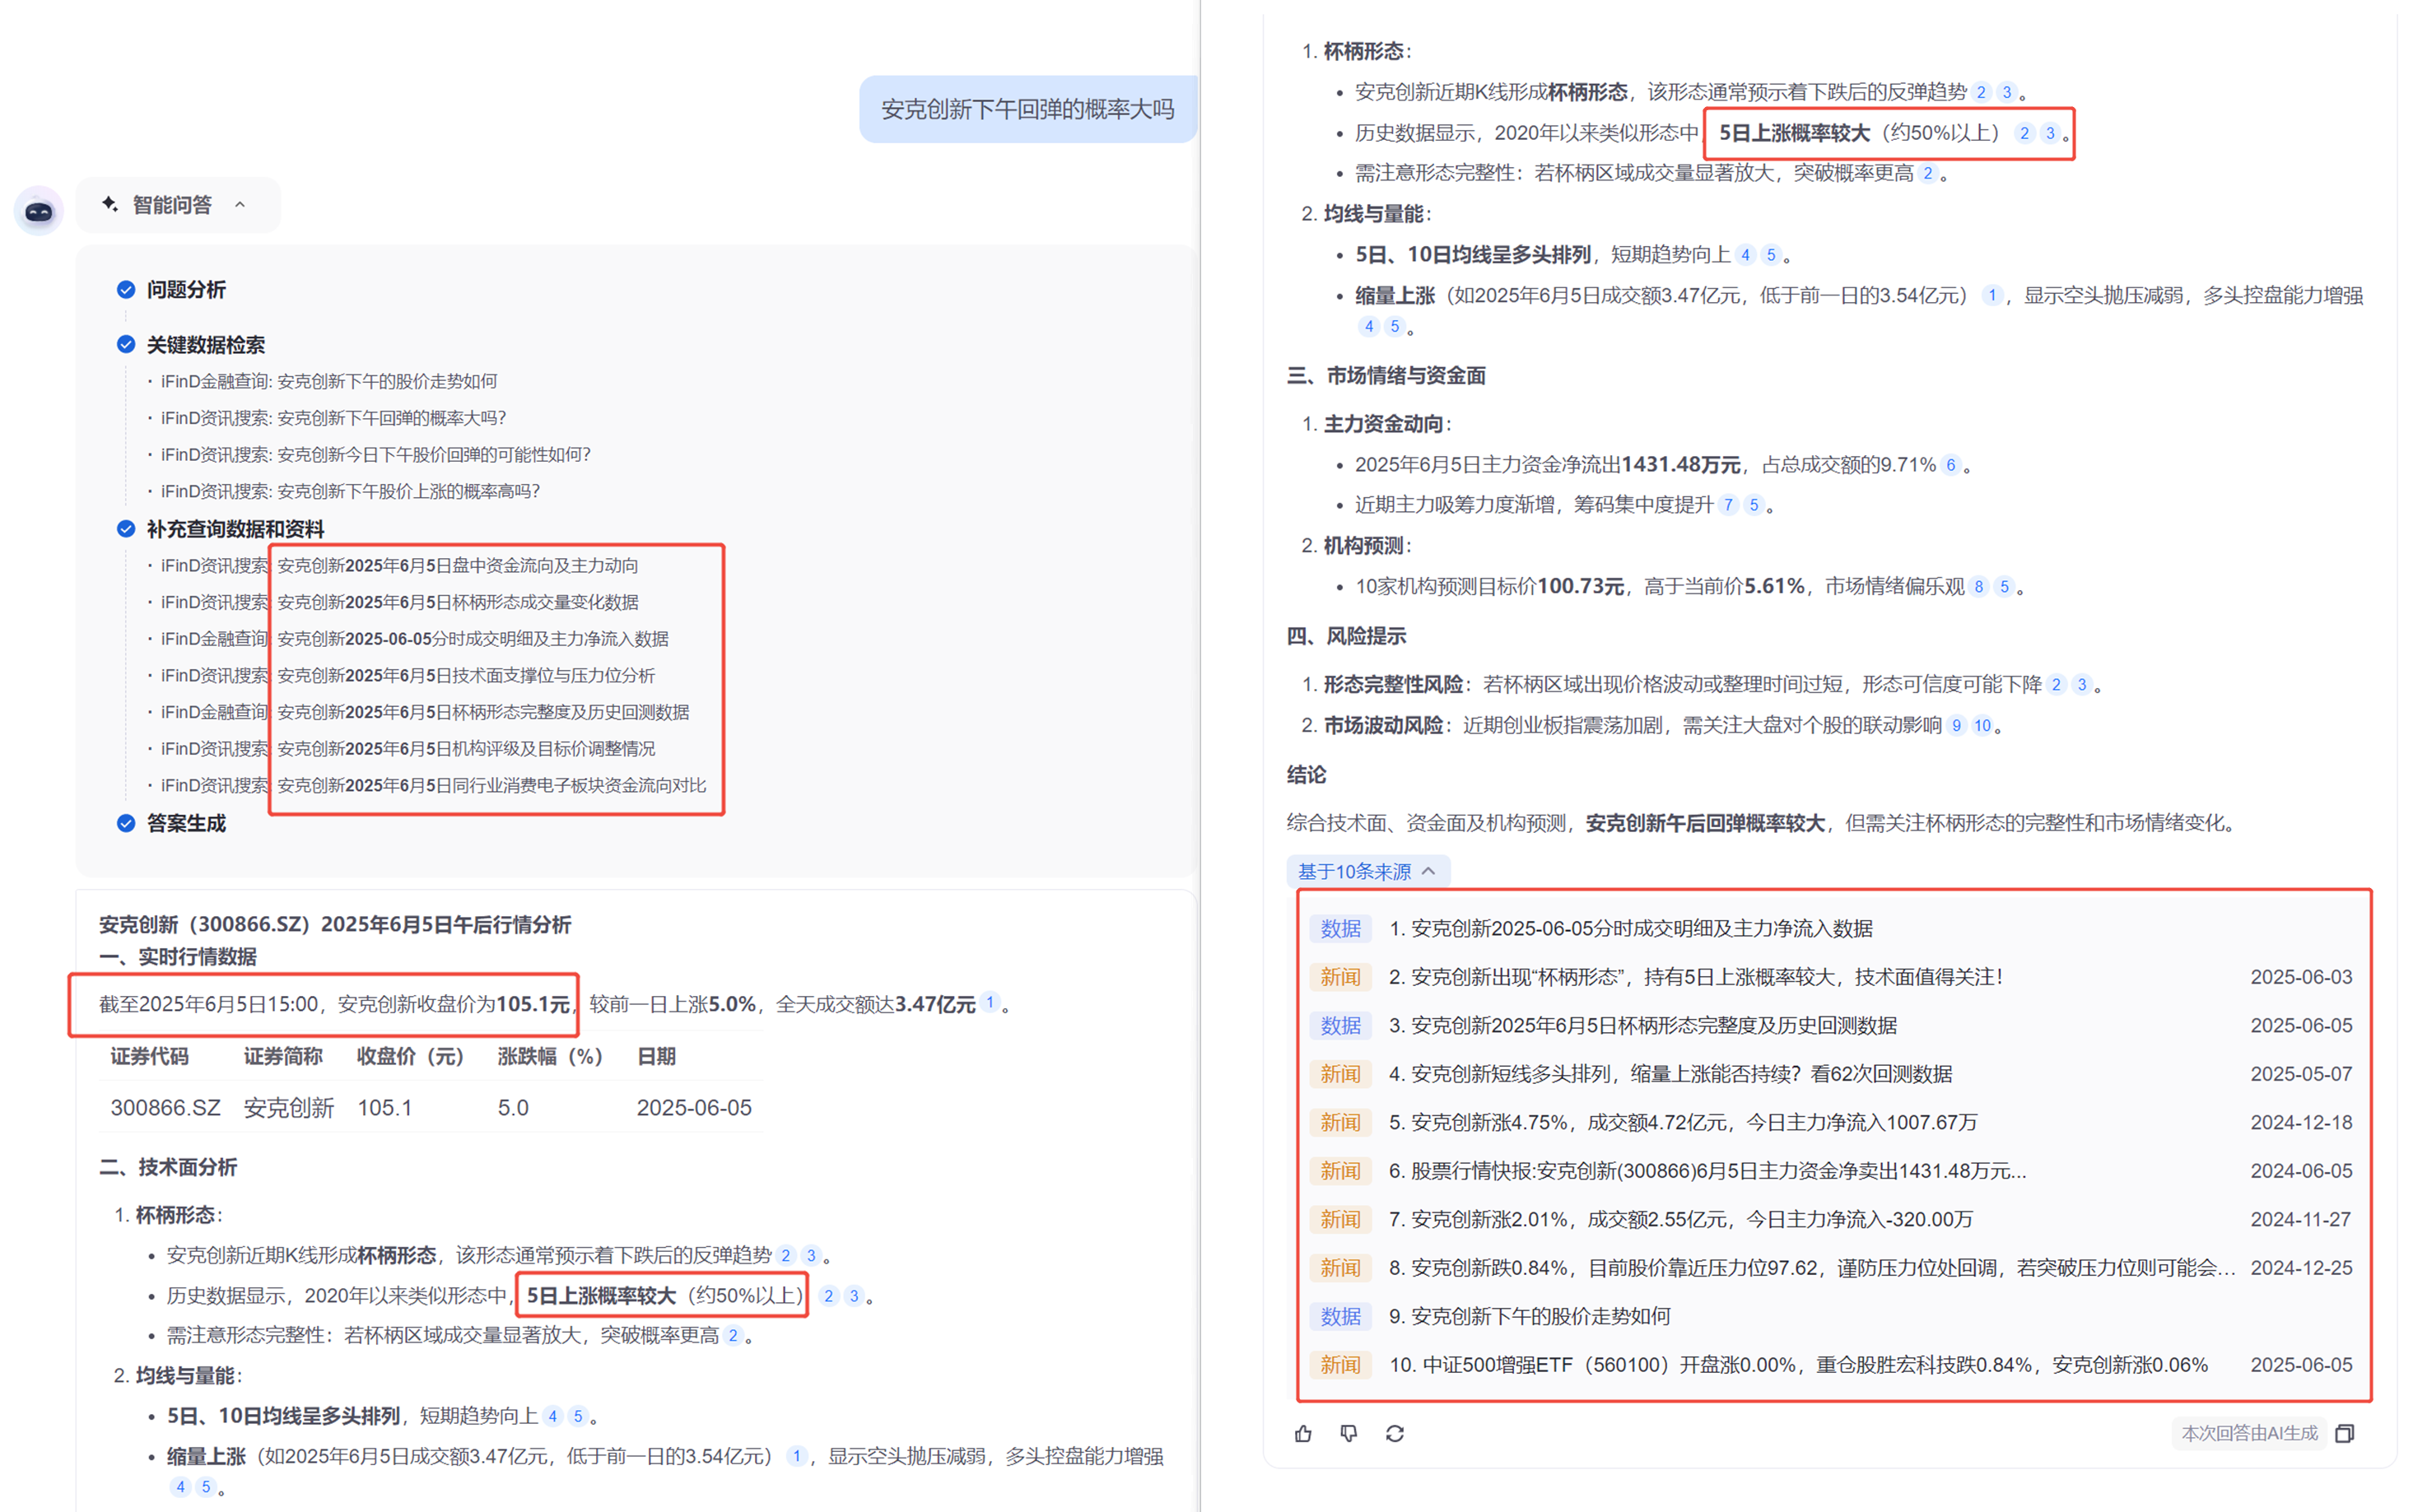 安克创新下午回弹的概率大吗
智能问答
问题分析
关键数据检索
· iFinD金融查询: 安克创新下午的股价走势如何
· iFinD资讯搜索: 安克创新下午回弹的概率大吗?
· iFinD资讯搜索: 安克创新今日下午股价回弹的可能性如何?
· iFinD资讯搜索: 安克创新下午股价上涨的概率高吗?
补充查询数据和资料
· iFinD资讯搜索 安克创新2025年6月5日盘中资金流向及主力动向
· iFinD资讯搜索 安克创新2025年6月5日杯柄形态成交量变化数据
· iFinD金融查询 安克创新2025-06-05分时成交明细及主力净流入数据
· iFinD资讯搜索 安克创新2025年6月5日技术面支撑位与压力位分析
· iFinD金融查询 安克创新2025年6月5日杯柄形态完整度及历史回测数据
· iFinD资讯搜索 安克创新2025年6月5日机构评级及目标价调整情况
· iFinD资讯搜索 安克创新2025年6月5日同行业消费电子板块资金流向对比
答案生成
安克创新（300866.SZ）2025年6月5日午后行情分析
一、实时行情数据
截至2025年6月5日15:00，安克创新收盘价为105.1元，较前一日上涨5.0%，全天成交额达3.47亿元 1 。
证券代码 证券简称 收盘价（元） 涨跌幅（%） 日期
300866.SZ 安克创新 105.1 5.0 2025-06-05
二、技术面分析
1. 杯柄形态：
• 安克创新近期K线形成杯柄形态，该形态通常预示着下跌后的反弹趋势 2 3 。
• 历史数据显示，2020年以来类似形态中，5日上涨概率较大（约50%以上） 2 3 。
• 需注意形态完整性：若杯柄区域成交量显著放大，突破概率更高 2 。
2. 均线与量能：
• 5日、10日均线呈多头排列，短期趋势向上 4 5 。
• 缩量上涨（如2025年6月5日成交额3.47亿元，低于前一日的3.54亿元） 1 ，显示空头抛压减弱，多头控盘能力增强
4 5 。
1. 杯柄形态：
• 安克创新近期K线形成杯柄形态，该形态通常预示着下跌后的反弹趋势 2 3 。
• 历史数据显示，2020年以来类似形态中 5日上涨概率较大（约50%以上） 2 3 。
• 需注意形态完整性：若杯柄区域成交量显著放大，突破概率更高 2 。
2. 均线与量能：
• 5日、10日均线呈多头排列，短期趋势向上 4 5 。
• 缩量上涨（如2025年6月5日成交额3.47亿元，低于前一日的3.54亿元） 1 ，显示空头抛压减弱，多头控盘能力增强
4 5 。
三、市场情绪与资金面
1. 主力资金动向：
• 2025年6月5日主力资金净流出1431.48万元，占总成交额的9.71% 6 。
• 近期主力吸筹力度渐增，筹码集中度提升 7 5 。
2. 机构预测：
• 10家机构预测目标价100.73元，高于当前价5.61%，市场情绪偏乐观 8 5 。
四、风险提示
1. 形态完整性风险：若杯柄区域出现价格波动或整理时间过短，形态可信度可能下降 2 3 。
2. 市场波动风险：近期创业板指震荡加剧，需关注大盘对个股的联动影响 9 10 。
结论
综合技术面、资金面及机构预测，安克创新午后回弹概率较大，但需关注杯柄形态的完整性和市场情绪变化。
基于10条来源
数据 1. 安克创新2025-06-05分时成交明细及主力净流入数据
新闻 2. 安克创新出现“杯柄形态”，持有5日上涨概率较大，技术面值得关注！ 2025-06-03
数据 3. 安克创新2025年6月5日杯柄形态完整度及历史回测数据 2025-06-05
新闻 4. 安克创新短线多头排列，缩量上涨能否持续？看62次回测数据 2025-05-07
新闻 5. 安克创新涨4.75%，成交额4.72亿元，今日主力净流入1007.67万 2024-12-18
新闻 6. 股票行情快报:安克创新(300866)6月5日主力资金净卖出1431.48万元... 2024-06-05
新闻 7. 安克创新涨2.01%，成交额2.55亿元，今日主力净流入-320.00万 2024-11-27
新闻 8. 安克创新跌0.84%，目前股价靠近压力位97.62，谨防压力位处回调，若突破压力位则可能会... 2024-12-25
数据 9. 安克创新下午的股价走势如何
新闻 10. 中证500增强ETF（560100）开盘涨0.00%，重仓股胜宏科技跌0.84%，安克创新涨0.06% 2025-06-05
本次回答由AI生成